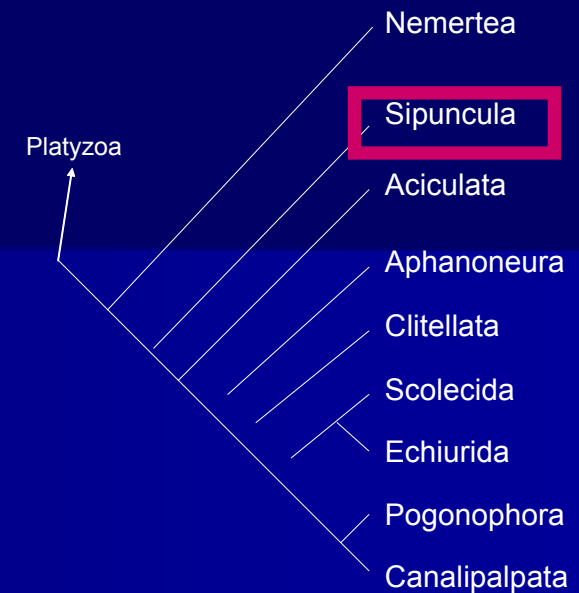 Nemertea
Sipuncula
Platyzoa
Aciculata
Aphanoneura
Clitellata
Scolecida
Echiurida
Pogonophora
Canalipalpata